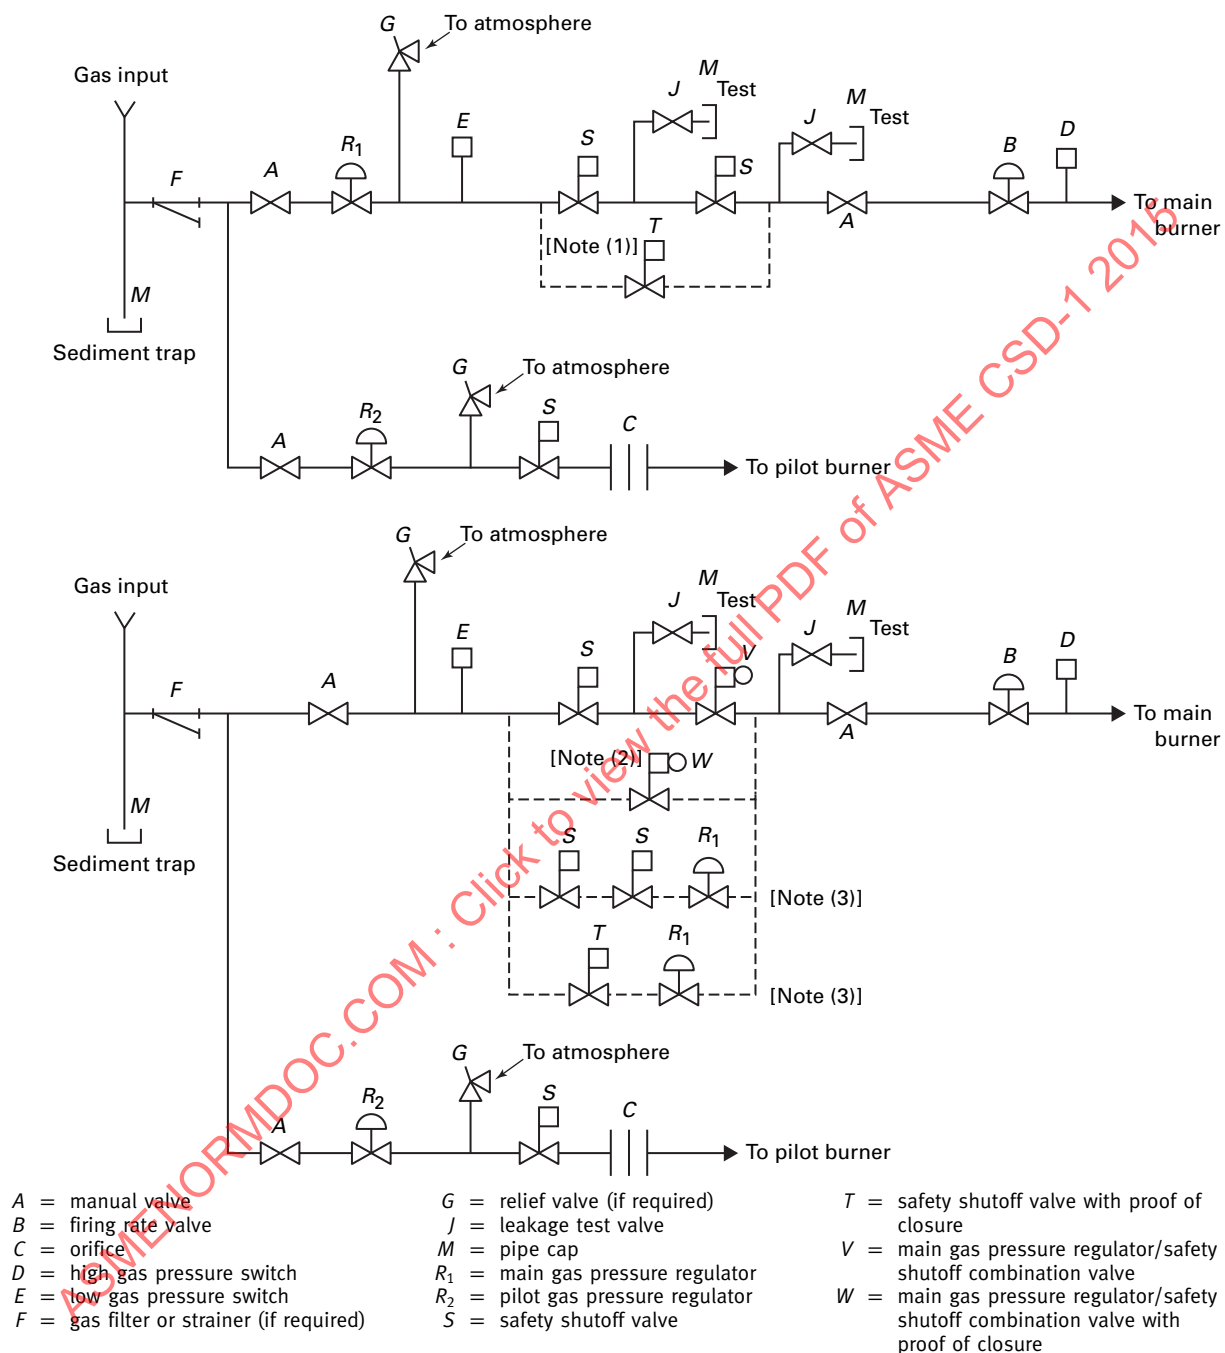 G
To atmosphere
Gas input
M
J
Test
M
J
Test
E
S
S
D
B
R1
F
A
A
To main
burner
[Note (1)]
T
M
Sediment trap
G
To atmosphere
R2
S
C
A
To pilot burner
G
To atmosphere
Gas input
M
J
Test
M
J
Test
E
S
V
B
D
F
A
A
To main
burner
[Note (2)]
W
M
Sediment trap
S
S
R1
[Note (3)]
T
R1
[Note (3)]
G
To atmosphere
R2
S
C
A
To pilot burner
A = manual valve
B = firing rate valve
C = orifice
D = high gas pressure switch
E = low gas pressure switch
F = gas filter or strainer (if required)
G = relief valve (if required)
J = leakage test valve
M = pipe cap
R1 = main gas pressure regulator
R2 = pilot gas pressure regulator
S = safety shutoff valve
T = safety shutoff valve with proof of
closure
V = main gas pressure regulator/safety
shutoff combination valve
W = main gas pressure regulator/safety
shutoff combination valve with
proof of closure
ASMENORMDOC.COM : Click to view the full PDF of ASME CSD-1 2015